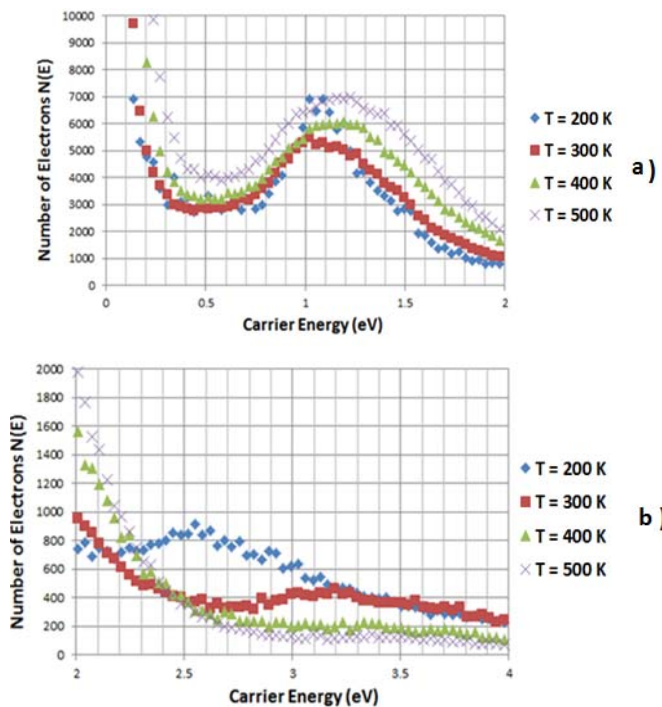 10000
9000
8000
7000
6000
5000
4000
3000
2000
1000
0
Number of Electrons N(E)
0 0.5 1 1.5 2
Carrier Energy (eV)
T = 200 K
T = 300 K
T = 400 K
T = 500 K
a )
2000
1800
1600
1400
1200
1000
800
600
400
200
0
Number of Electrons N(E)
2 2.5 3 3.5 4
Carrier Energy (eV)
T = 200 K
T = 300 K
T = 400 K
T = 500 K
b )